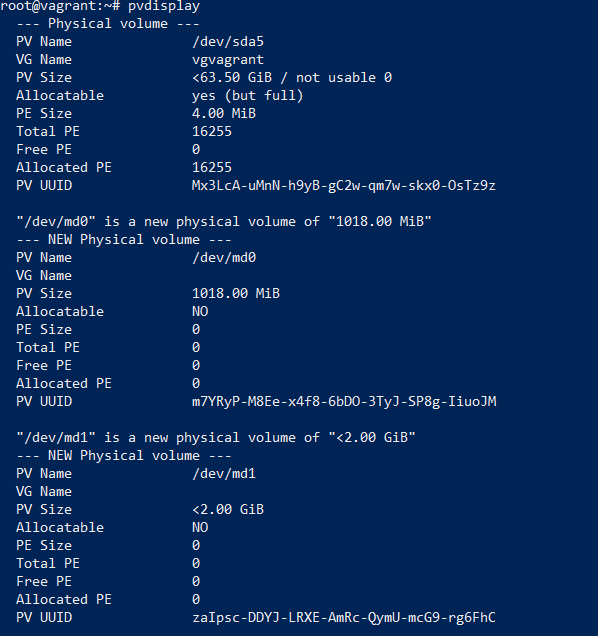 root@vagrant:~# pvdisplay
  --- Physical volume ---
  PV Name               /dev/sda5
  VG Name               vgvagrant
  PV Size               <63.50 GiB / not usable 0
  Allocatable           yes (but full)
  PE Size               4.00 MiB
  Total PE              16255
  Free PE               0
  Allocated PE          16255
  PV UUID               Mx3LcA-uMnN-h9yB-gC2w-qm7w-skx0-OsTz9z

  "/dev/md0" is a new physical volume of "1018.00 MiB"
  --- NEW Physical volume ---
  PV Name               /dev/md0
  VG Name
  PV Size               1018.00 MiB
  Allocatable           NO
  PE Size               0
  Total PE              0
  Free PE               0
  Allocated PE          0
  PV UUID               m7YRyP-M8Ee-x4f8-6bDO-3TyJ-SP8g-IiuoJM

  "/dev/md1" is a new physical volume of "<2.00 GiB"
  --- NEW Physical volume ---
  PV Name               /dev/md1
  VG Name
  PV Size               <2.00 GiB
  Allocatable           NO
  PE Size               0
  Total PE              0
  Free PE               0
  Allocated PE          0
  PV UUID               zaIpsc-DDYJ-LRXE-AmRc-QymU-mcG9-rg6FhC